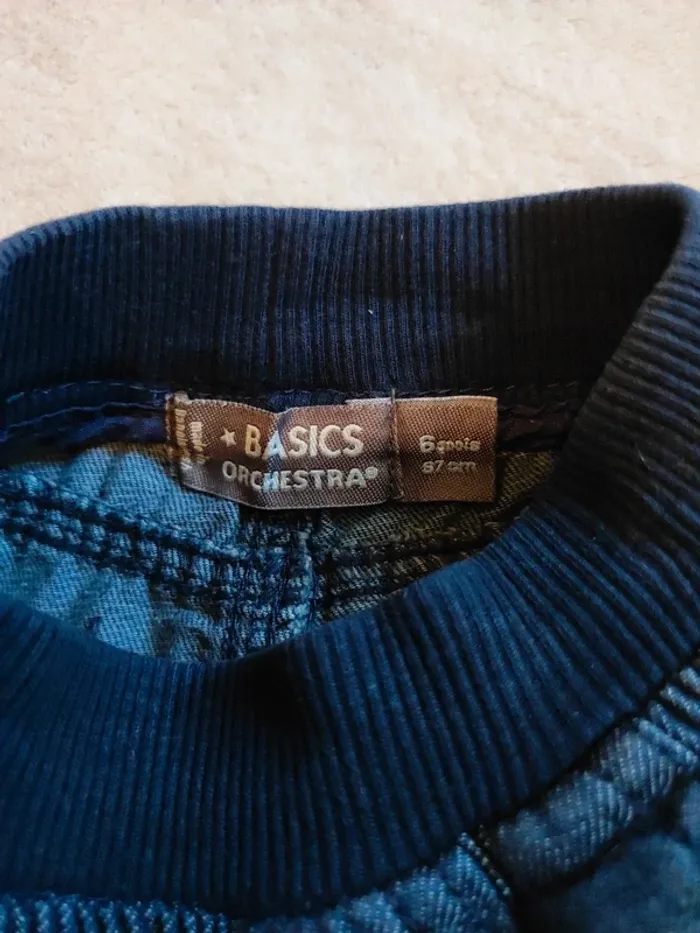 ★ BASICS
ORCHESTRA®
6 mois
67 cm